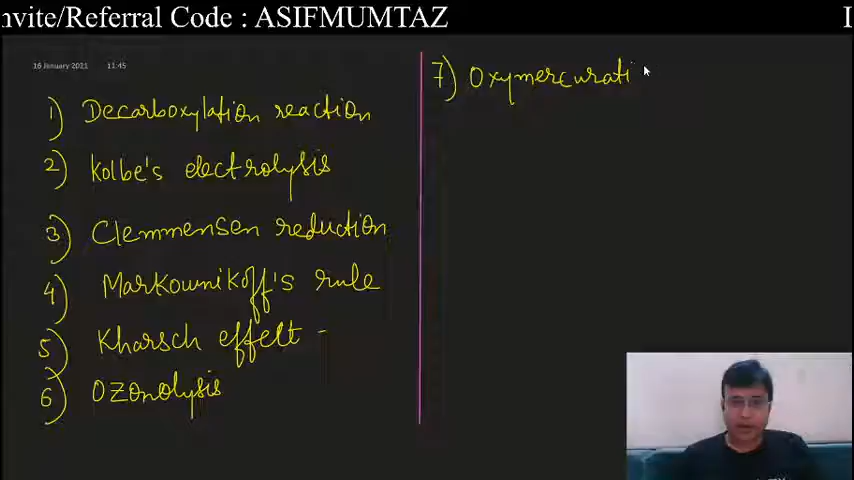 nvite/Referral Code : ASIFMUMTAZ I
16 January 2021 11:45
1) Decarboxylation reaction
2) Kolbe's electrolysis
3) Clemmensen reduction
4) Markownikoff's rule
5) Kharsch effelt -
6) Ozonolysis
7) Oxymercurati